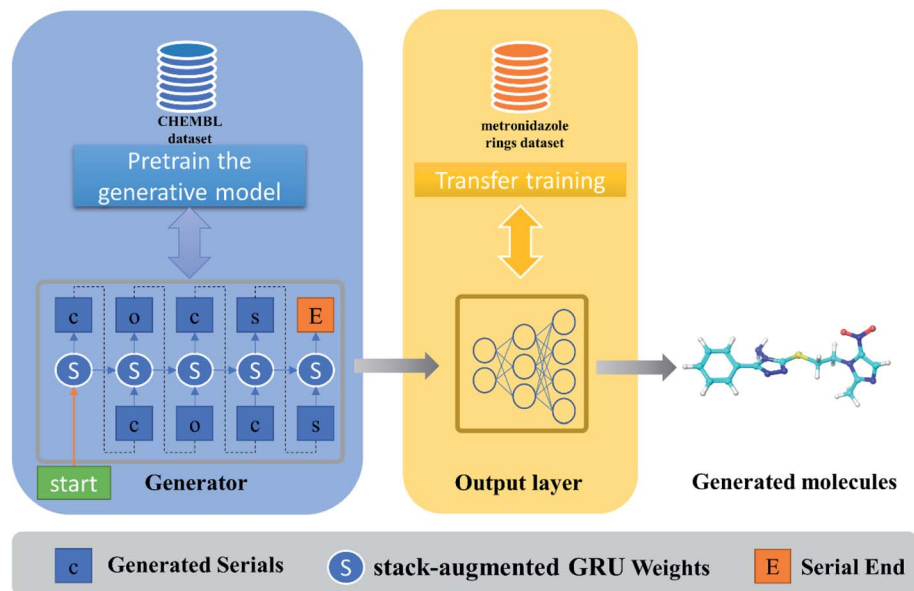 CHEMBL
dataset
Pretrain the
generative model
metronidazole
rings dataset
Transfer training
c o c s E
S S S S S
c o c s
start
Generator
Output layer
Generated molecules
c Generated Serials S stack-augmented GRU Weights E Serial End